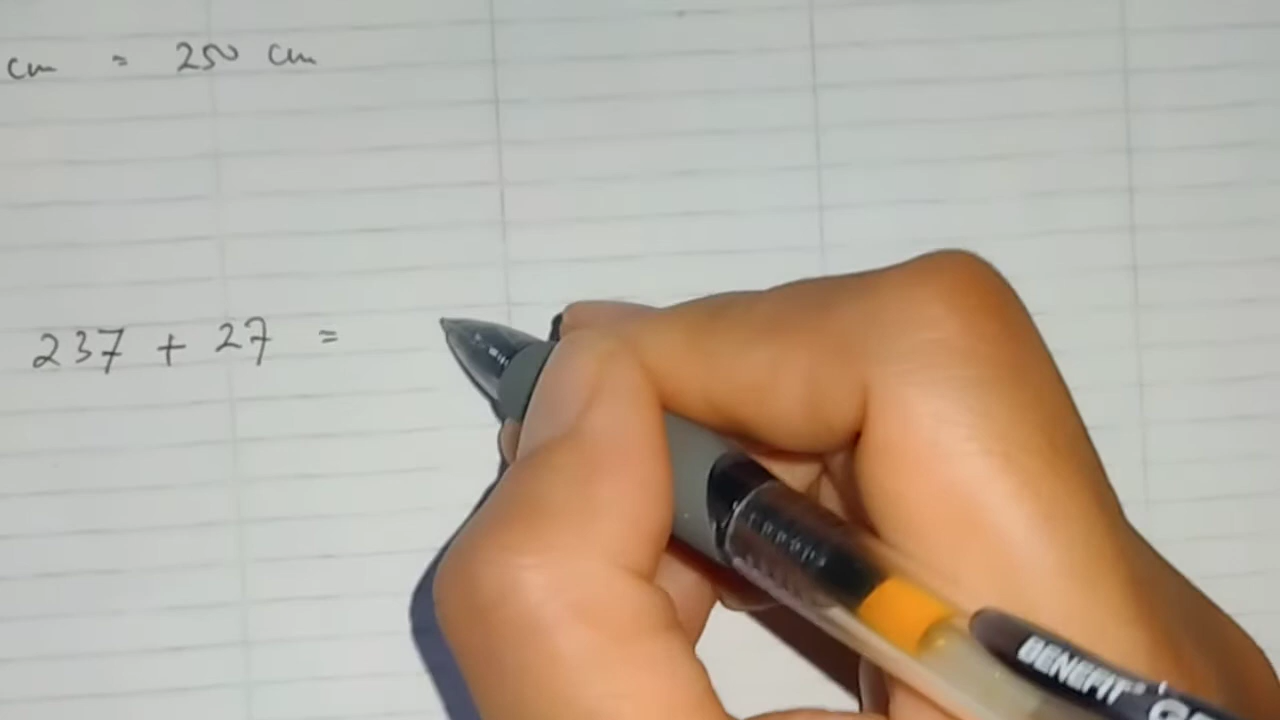 cm = 250 cm
237 + 27 =
BENEFIT